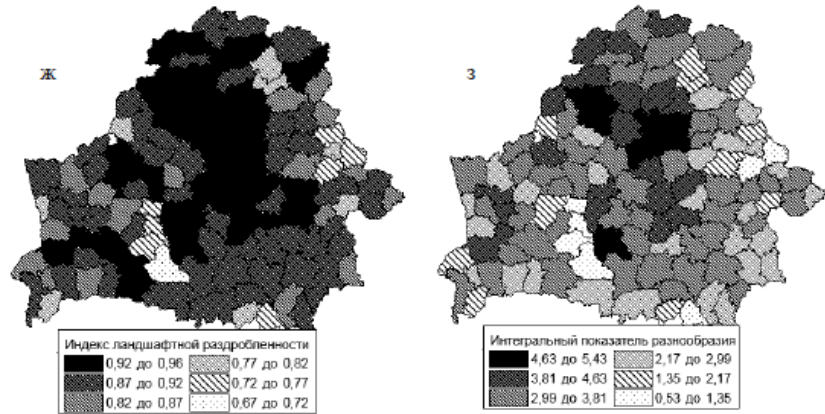 Ж
З
Индекс ландшафтной раздробленности
0,92 до 0,96 0,77 до 0,82
0,87 до 0,92 0,72 до 0,77
0,82 до 0,87 0,67 до 0,72
Интегральный показатель разнообразия
4,63 до 5,43 2,17 до 2,99
3,81 до 4,63 1,35 до 2,17
2,99 до 3,81 0,53 до 1,35